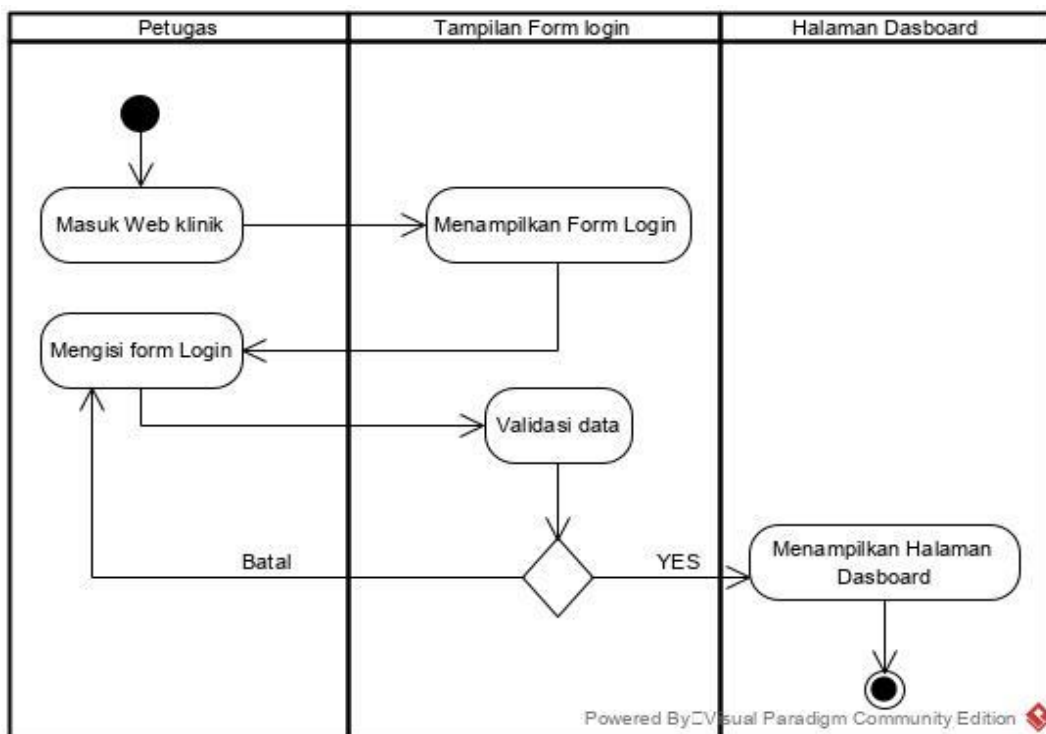 Petugas
Tampilan Form login
Halaman Dasboard
Masuk Web klinik
Menampilkan Form Login
Mengisi form Login
Validasi data
Batal
YES
Menampilkan Halaman
Dasboard
Powered By□Visual Paradigm Community Edition